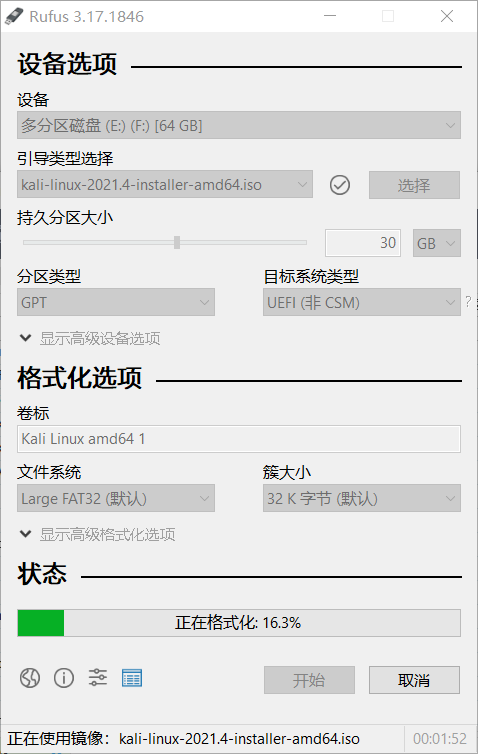 Rufus 3.17.1846
设备选项
设备
多分区磁盘 (E:) (F:) [64 GB]
引导类型选择
kali-linux-2021.4-installer-amd64.iso
选择
持久分区大小
30 GB
分区类型 目标系统类型
GPT UEFI (非 CSM) ?
显示高级设备选项
格式化选项
卷标
Kali Linux amd64 1
文件系统 簇大小
Large FAT32 (默认) 32 K 字节 (默认)
显示高级格式化选项
状态
正在格式化: 16.3%
开始 取消
正在使用镜像：kali-linux-2021.4-installer-amd64.iso 00:01:52